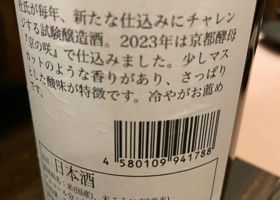 杜氏が毎年、新たな仕込みにチャレン
ジする試験醸造酒。2023年は京都酵母
『京の咲』で仕込みました。少しマス
カットのような香りがあり、さっぱり
とした酸味が特徴です。冷やがお薦め
4 580109 941788
日本酒